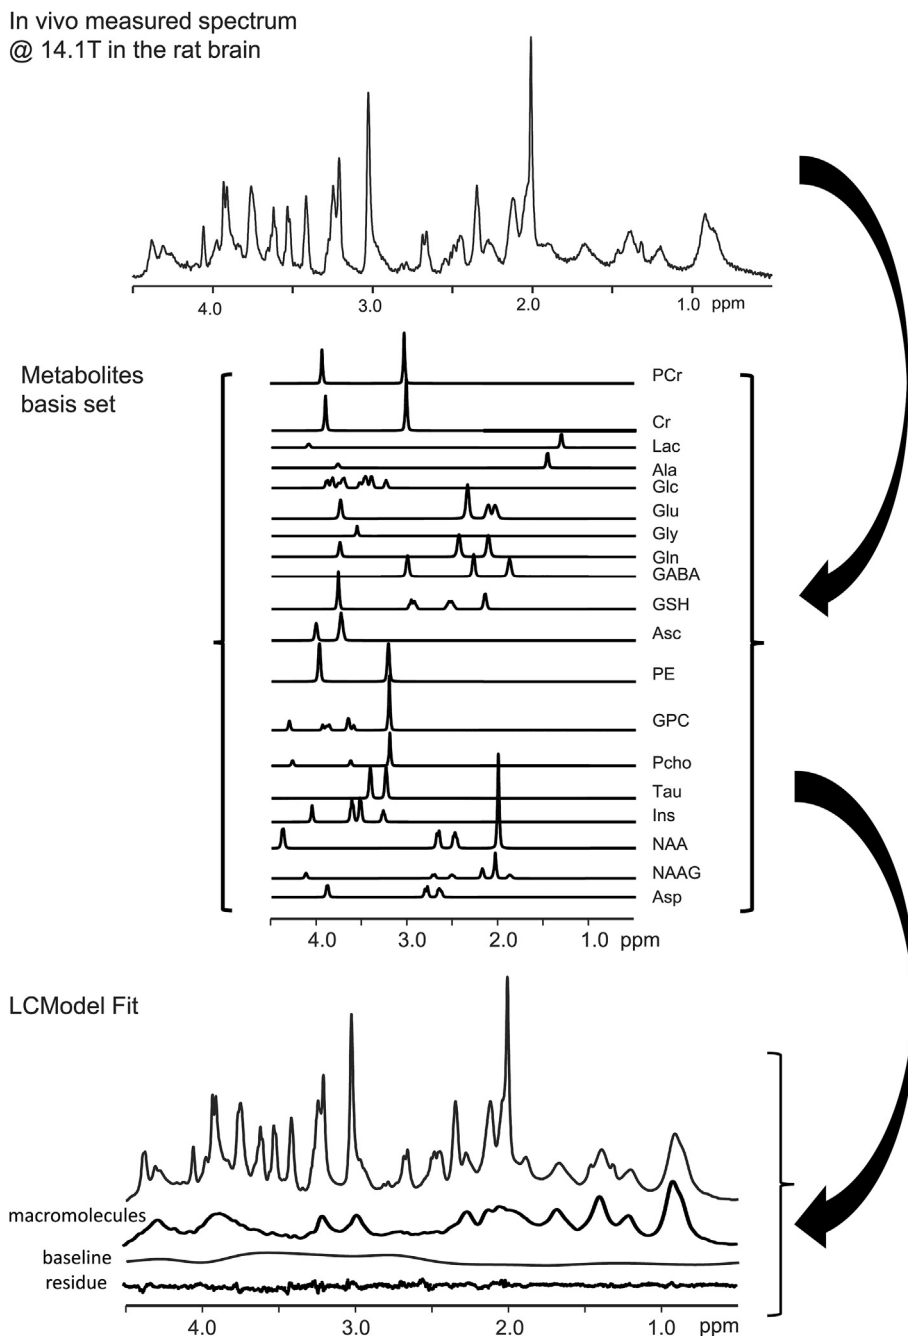 In vivo measured spectrum
@ 14.1T in the rat brain
4.0 3.0 2.0 1.0 ppm
Metabolites
basis set
PCr
Cr
Lac
Ala
Glc
Glu
Gly
Gln
GABA
GSH
Asc
PE
GPC
Pcho
Tau
Ins
NAA
NAAG
Asp
4.0 3.0 2.0 1.0 ppm
LCModel Fit
macromolecules
baseline
residue
4.0 3.0 2.0 1.0 ppm